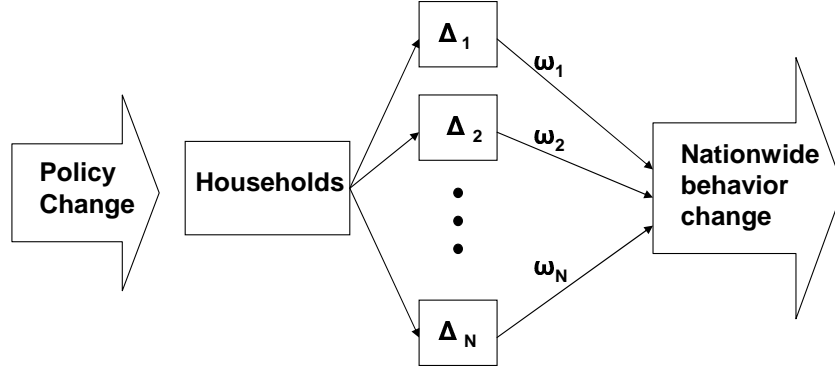 Policy
Change
Households
Δ 1
ω1
Δ 2
ω2
Δ N
ωN
Nationwide
behavior
change